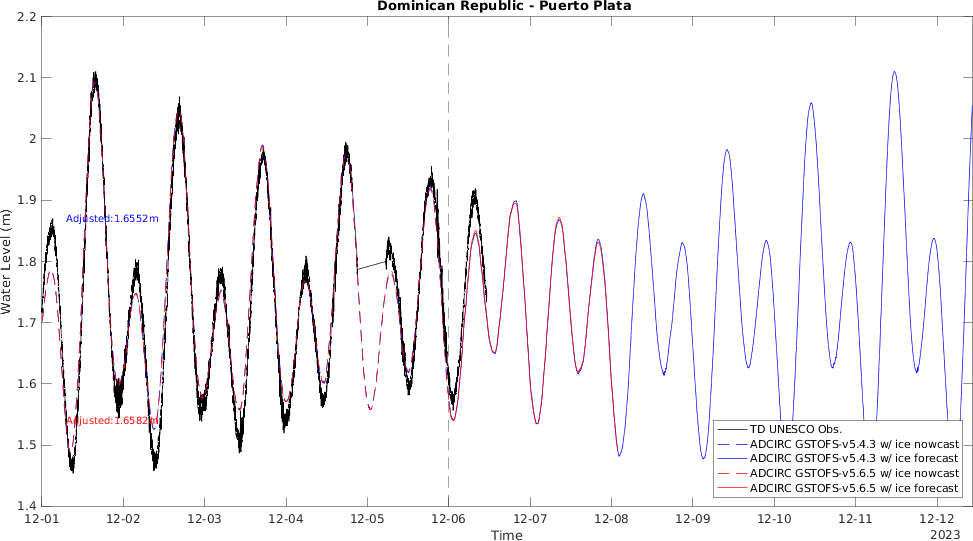 Dominican Republic - Puerto Plata
Water Level (m)
2.2
2.1
2
1.9
1.8
1.7
1.6
1.5
1.4
Adjusted:1.6552m
Adjusted:1.6582m
TD UNESCO Obs.
ADCIRC GSTOFS-v5.4.3 w/ ice nowcast
ADCIRC GSTOFS-v5.4.3 w/ ice forecast
ADCIRC GSTOFS-v5.6.5 w/ ice nowcast
ADCIRC GSTOFS-v5.6.5 w/ ice forecast
12-01 12-02 12-03 12-04 12-05 12-06 12-07 12-08 12-09 12-10 12-11 12-12
2023
Time